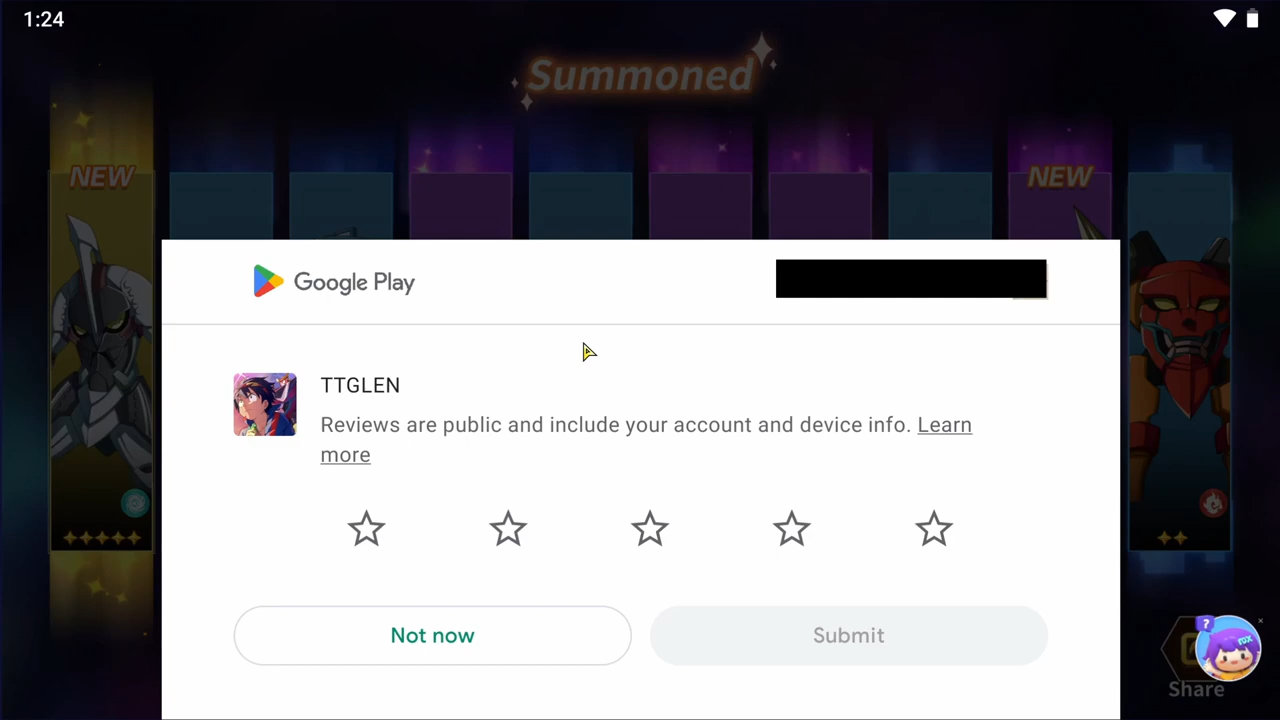 1:24
Summoned
NEW
NEW
Google Play
TTGLEN
Reviews are public and include your account and device info. Learn
more
Not now
Submit
?
ROX
Share